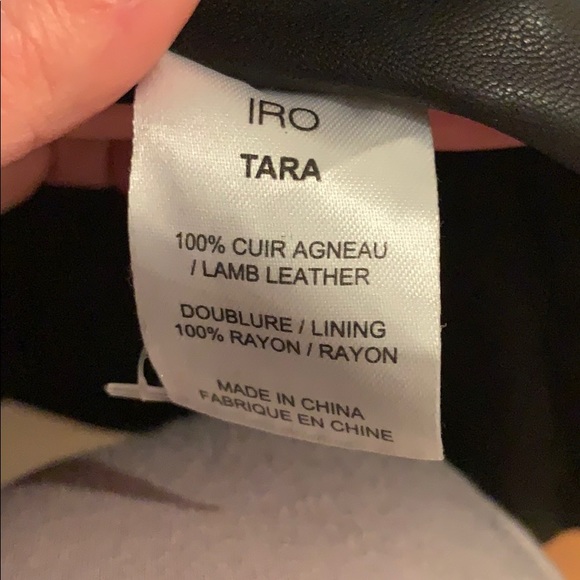 IRO
TARA
100% CUIR AGNEAU
/ LAMB LEATHER
DOUBLURE / LINING
100% RAYON / RAYON
MADE IN CHINA
FABRIQUE EN CHINE